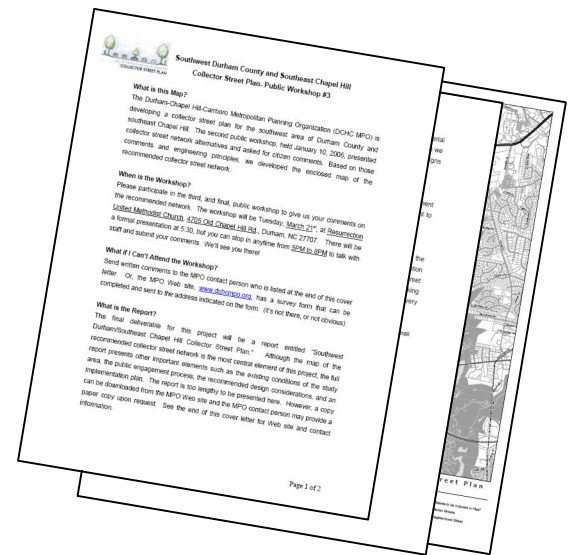 COLLECTOR STREET PLAN
Southwest Durham County and Southeast Chapel Hill
Collector Street Plan- Public Workshop #3
What is this Map?
The Durham-Chapel Hill-Carrboro Metropolitan Planning Organization (DCHC MPO) is
developing a collector street plan for the southwest area of Durham County and
southeast Chapel Hill. The second public workshop, held January 10, 2006, presented
collector street network alternatives and asked for citizen comments. Based on those
comments and engineering principles, we developed the enclosed map of the
recommended collector street network.
When is the Workshop?
Please participate in the third, and final, public workshop to give us your comments on
the recommended network. The workshop will be Tuesday, March 21st, at Resurrection
United Methodist Church, 4705 Old Chapel Hill Rd., Durham, NC 27707. There will be
a formal presentation at 5:30, but you can stop in anytime from 5PM to 8PM to talk with
staff and submit your comments. We'll see you there!
What if I Can't Attend the Workshop?
Send written comments to the MPO contact person who is listed at the end of this cover
letter. Or, the MPO Web site, www.dchcmpo.org, has a survey form that can be
completed and sent to the address indicated on the form. (it's not there, or not obvious)
What is the Report?
The final deliverable for this project will be a report entitled "Southwest
Durham/Southeast Chapel Hill Collector Street Plan." Although the map of the
recommended collector street network is the most central element of this project, the full
report presents other important elements such as the existing conditions of the study
area, the public engagement process, the recommended design considerations, and an
implementation plan. The report is too lengthy to be presented here. However, a copy
can be downloaded from the MPO Web site and the MPO contact person may provide a
paper copy upon request. See the end of this cover letter for Web site and contact
information.
Page 1 of 2
we
the
reet Plan